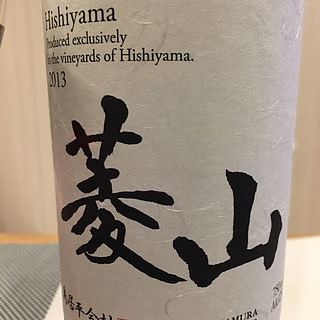 Hishiyama
Produced exclusively
in the vineyards of Hishiyama.
2013
菱山